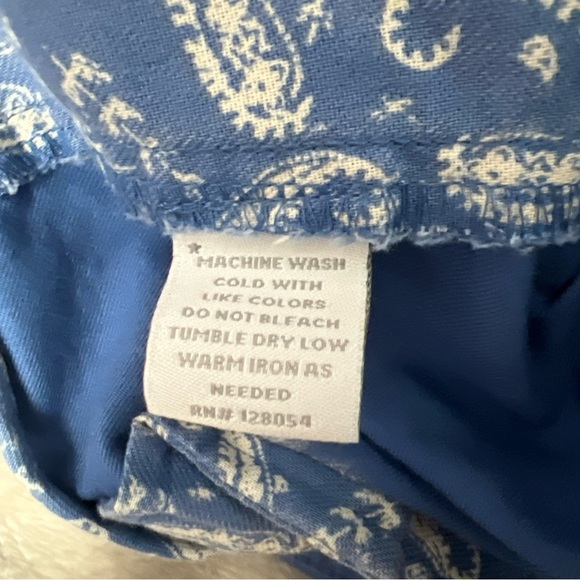 *
MACHINE WASH
COLD WITH
LIKE COLORS
DO NOT BLEACH
TUMBLE DRY LOW
WARM IRON AS
NEEDED
RN# 128054